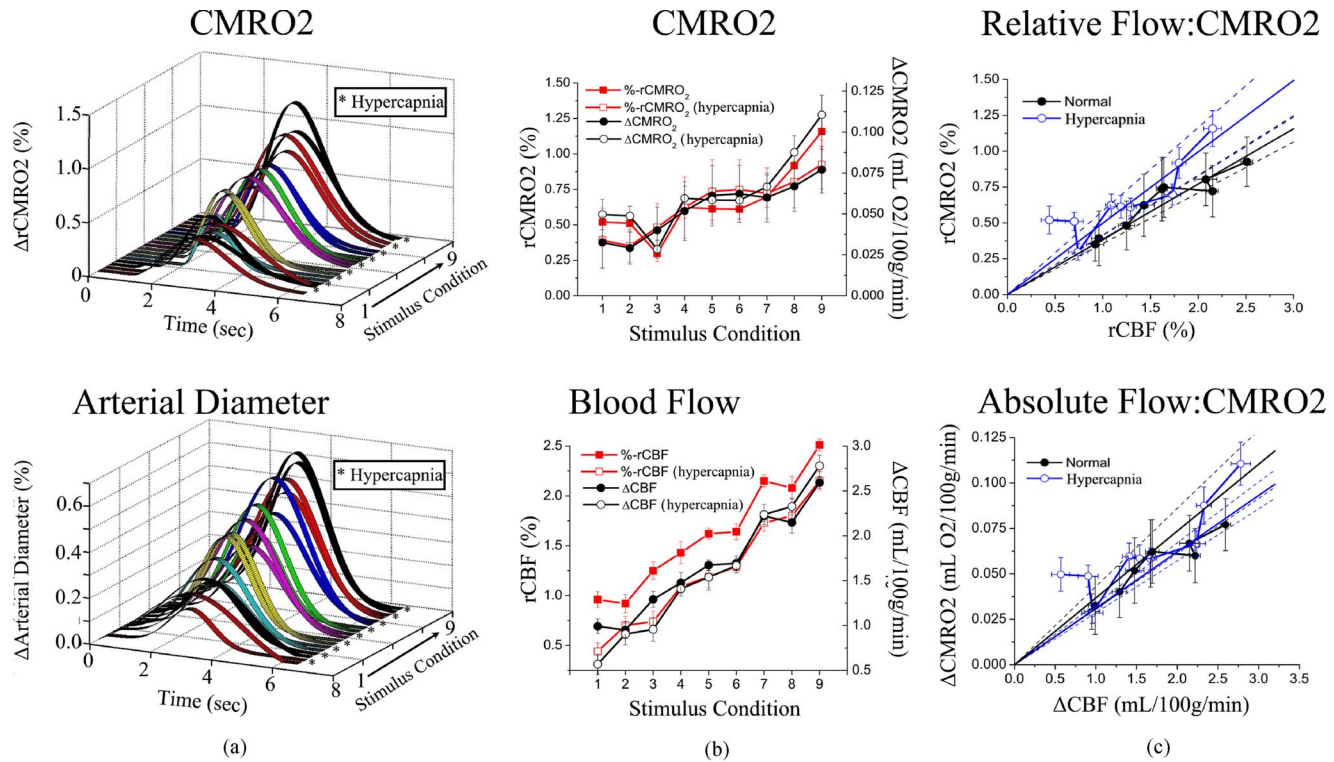 CMRO2
ΔrCMRO2 (%)
1.5
1.0
0.5
0
* Hypercapnia
0
2
4
6
8
Time (sec)
1
9
Stimulus Condition
* * * * * * * * *
CMRO2
rCMRO2 (%)
1.50
1.25
1.00
0.75
0.50
0.25
0.00
%-rCMRO2
%-rCMRO2 (hypercapnia)
ΔCMRO2
ΔCMRO2 (hypercapnia)
0.125
0.100
0.075
0.050
0.025
0.000
ΔCMRO2 (mL O2/100g/min)
1 2 3 4 5 6 7 8 9
Stimulus Condition
Relative Flow:CMRO2
rCMRO2 (%)
1.50
1.25
1.00
0.75
0.50
0.25
0.00
Normal
Hypercapnia
0.0 0.5 1.0 1.5 2.0 2.5 3.0
rCBF (%)
Arterial Diameter
ΔArterial Diameter (%)
0.6
0.4
0.3
0.2
0.1
0.0
* Hypercapnia
0
2
4
6
8
Time (sec)
1
9
Stimulus Condition
* * * * * * * * *
Blood Flow
rCBF (%)
2.5
2.0
1.5
1.0
0.5
%-rCBF
%-rCBF (hypercapnia)
ΔCBF
ΔCBF (hypercapnia)
3.0
2.5
2.0
1.5
1.0
0.5
ΔCBF (mL/100g/min)
1 2 3 4 5 6 7 8 9
Stimulus Condition
Absolute Flow:CMRO2
ΔCMRO2 (mL O2/100g/min)
0.125
0.100
0.075
0.050
0.025
0.000
Normal
Hypercapnia
0.0 0.5 1.0 1.5 2.0 2.5 3.0 3.5
ΔCBF (mL/100g/min)
(a)
(b)
(c)